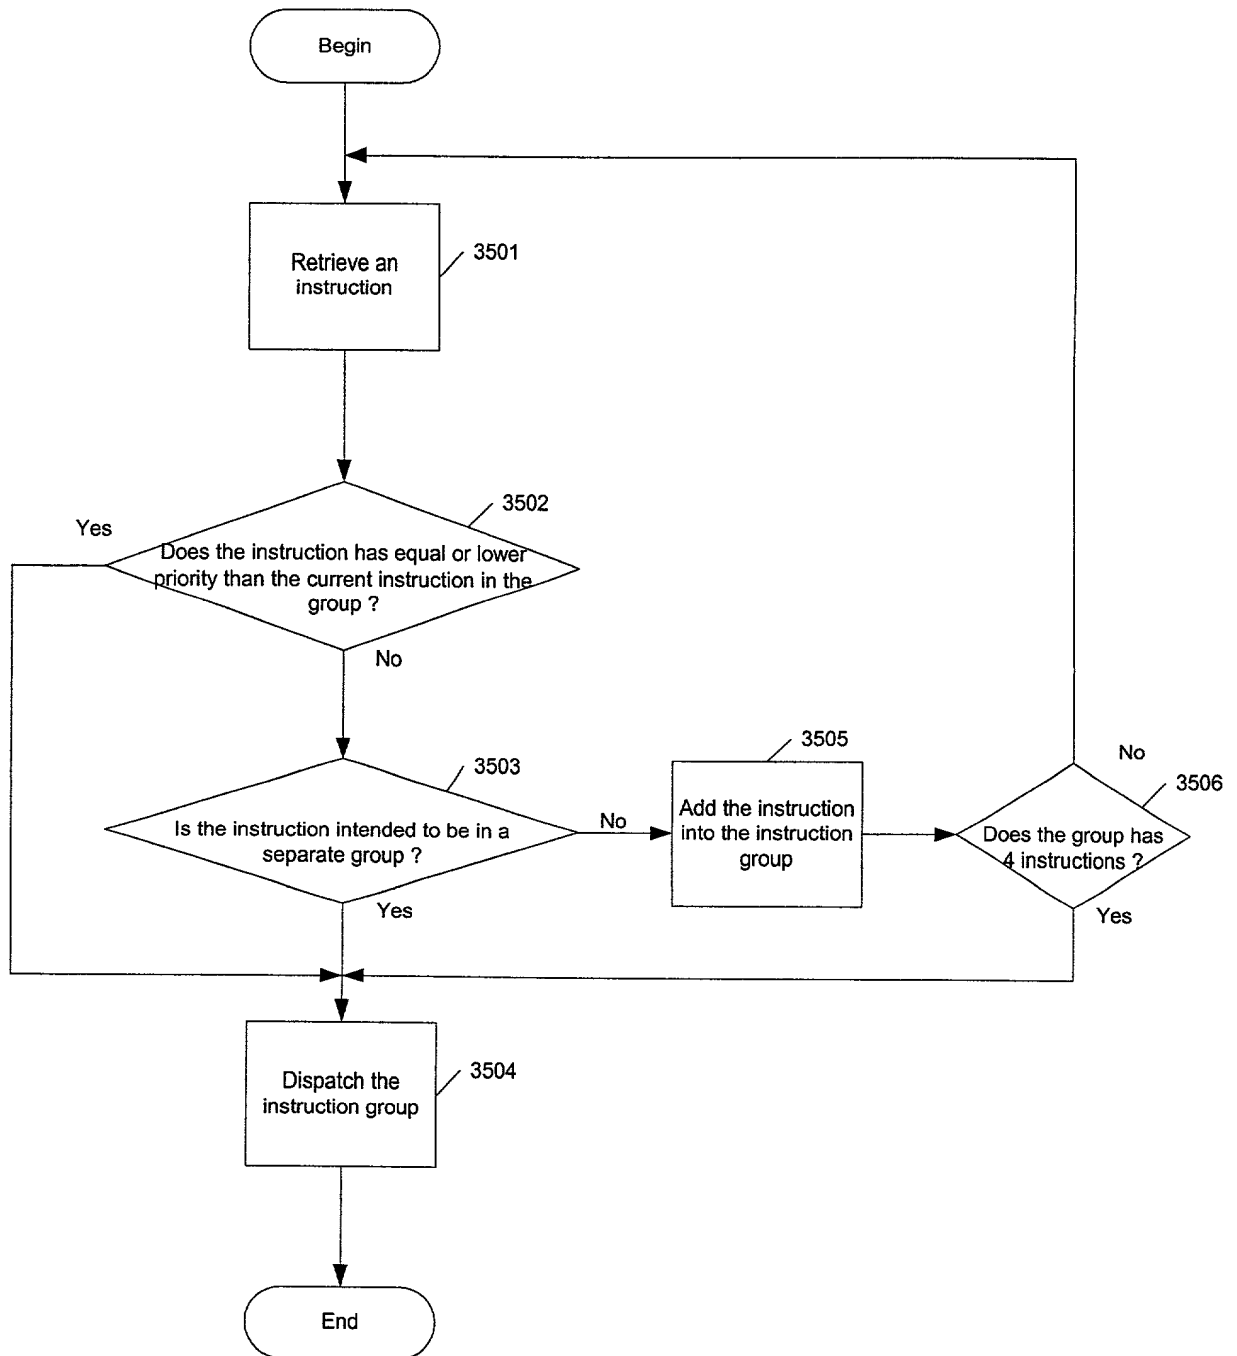 Begin
Retrieve an
instruction
3501
3502
Yes
Does the instruction has equal or lower
priority than the current instruction in the
group ?
No
3503
Is the instruction intended to be in a
separate group ?
No
Yes
3505
Add the instruction
into the instruction
group
No
3506
Does the group has
4 instructions ?
Yes
Dispatch the
instruction group
3504
End